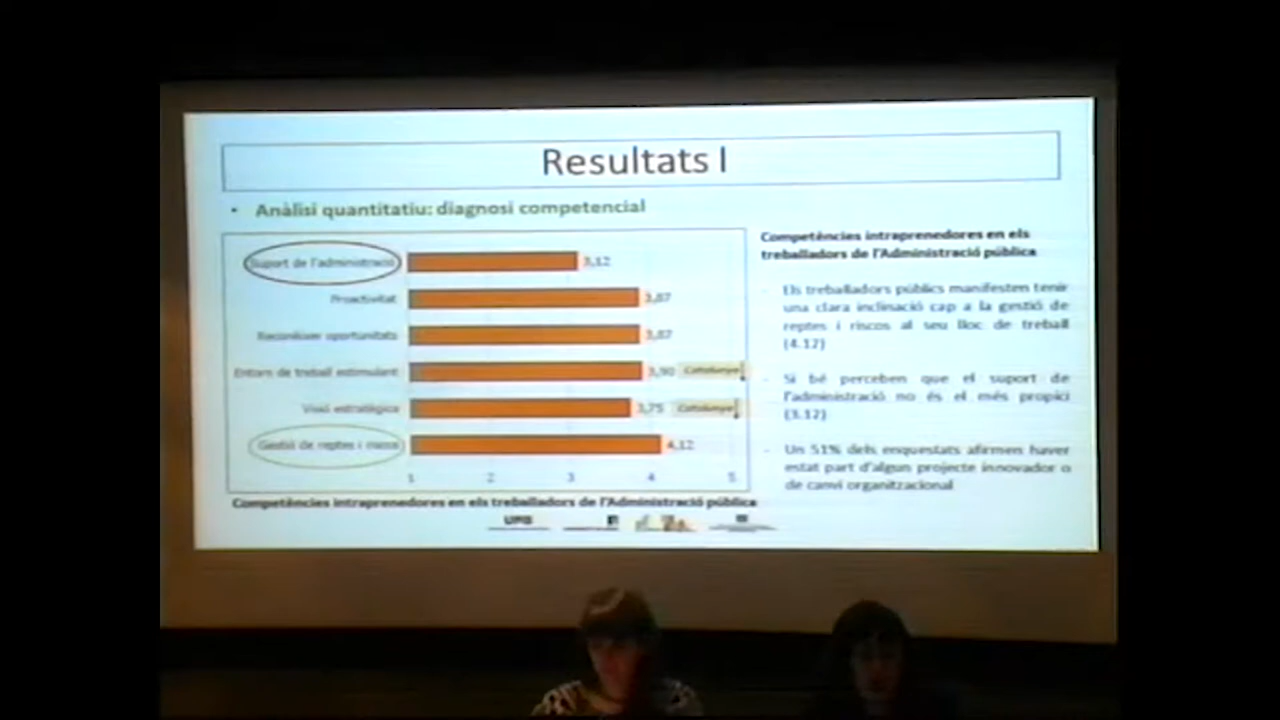 Resultats I
• Anàlisi quantitatiu: diagnosi competencial
Suport de l'administració 3,12
Proactivitat 3,87
Reconèixer oportunitats 3,87
Entorn de treball estimulant 3,90 Catalunya
Visió estratègica 3,75 Catalunya
Gestió de reptes i riscos 4,12
1 2 3 4 5
Competències intraprenedores en els treballadors de l'Administració pública
Competències intraprenedores en els
treballadors de l'Administració pública
- Els treballadors públics manifesten tenir
una clara inclinació cap a la gestió de
reptes i riscos al seu lloc de treball
(4.12)
- Si bé perceben que el suport de
l'administració no és el més propici
(3.12)
- Un 51% dels enquestats afirmen haver
estat part d'algun projecte innovador o
de canvi organitzacional